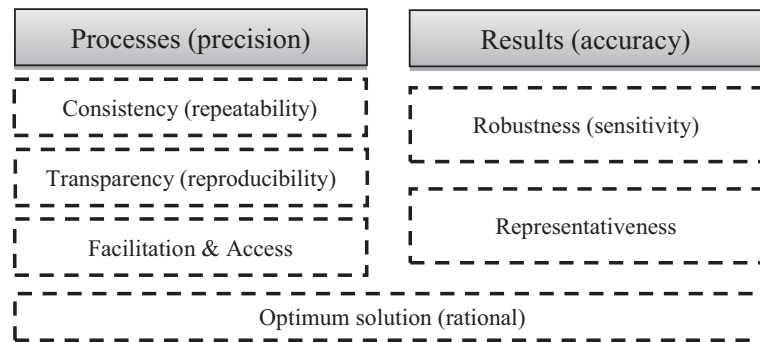 Processes (precision)
Consistency (repeatability)
Transparency (reproducibility)
Facilitation & Access
Results (accuracy)
Robustness (sensitivity)
Representativeness
Optimum solution (rational)